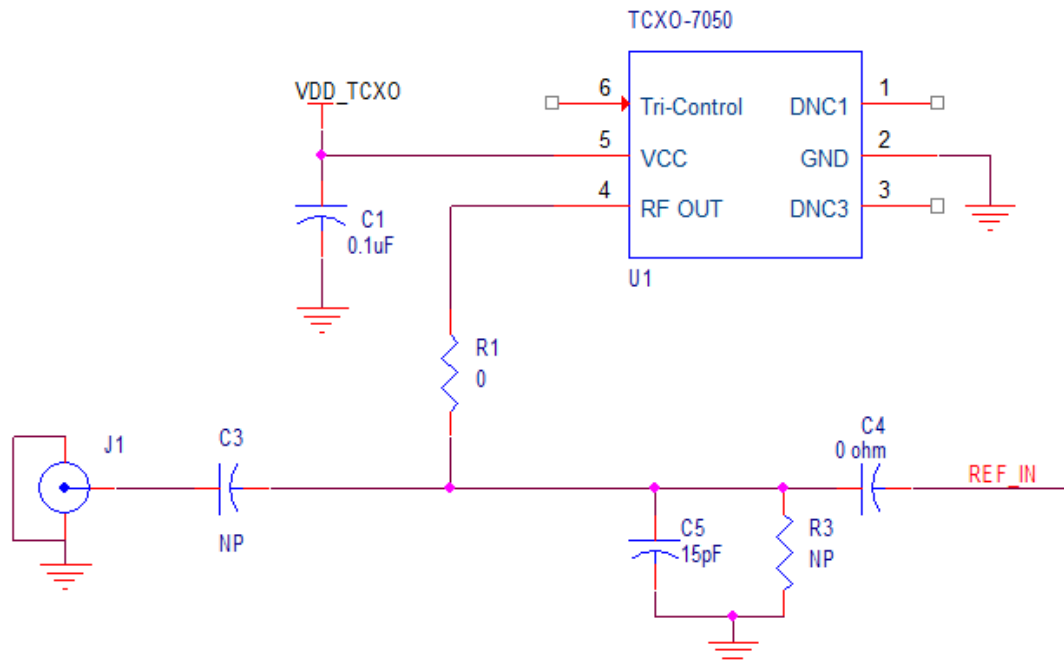 TCXO-7050
VDD_TCXO
6
Tri-Control
DNC1
1
5
VCC
GND
2
4
RF OUT
DNC3
3
C1
0.1uF
U1
R1
0
J1
C3
NP
C4
0 ohm
REF_IN
C5
15pF
R3
NP